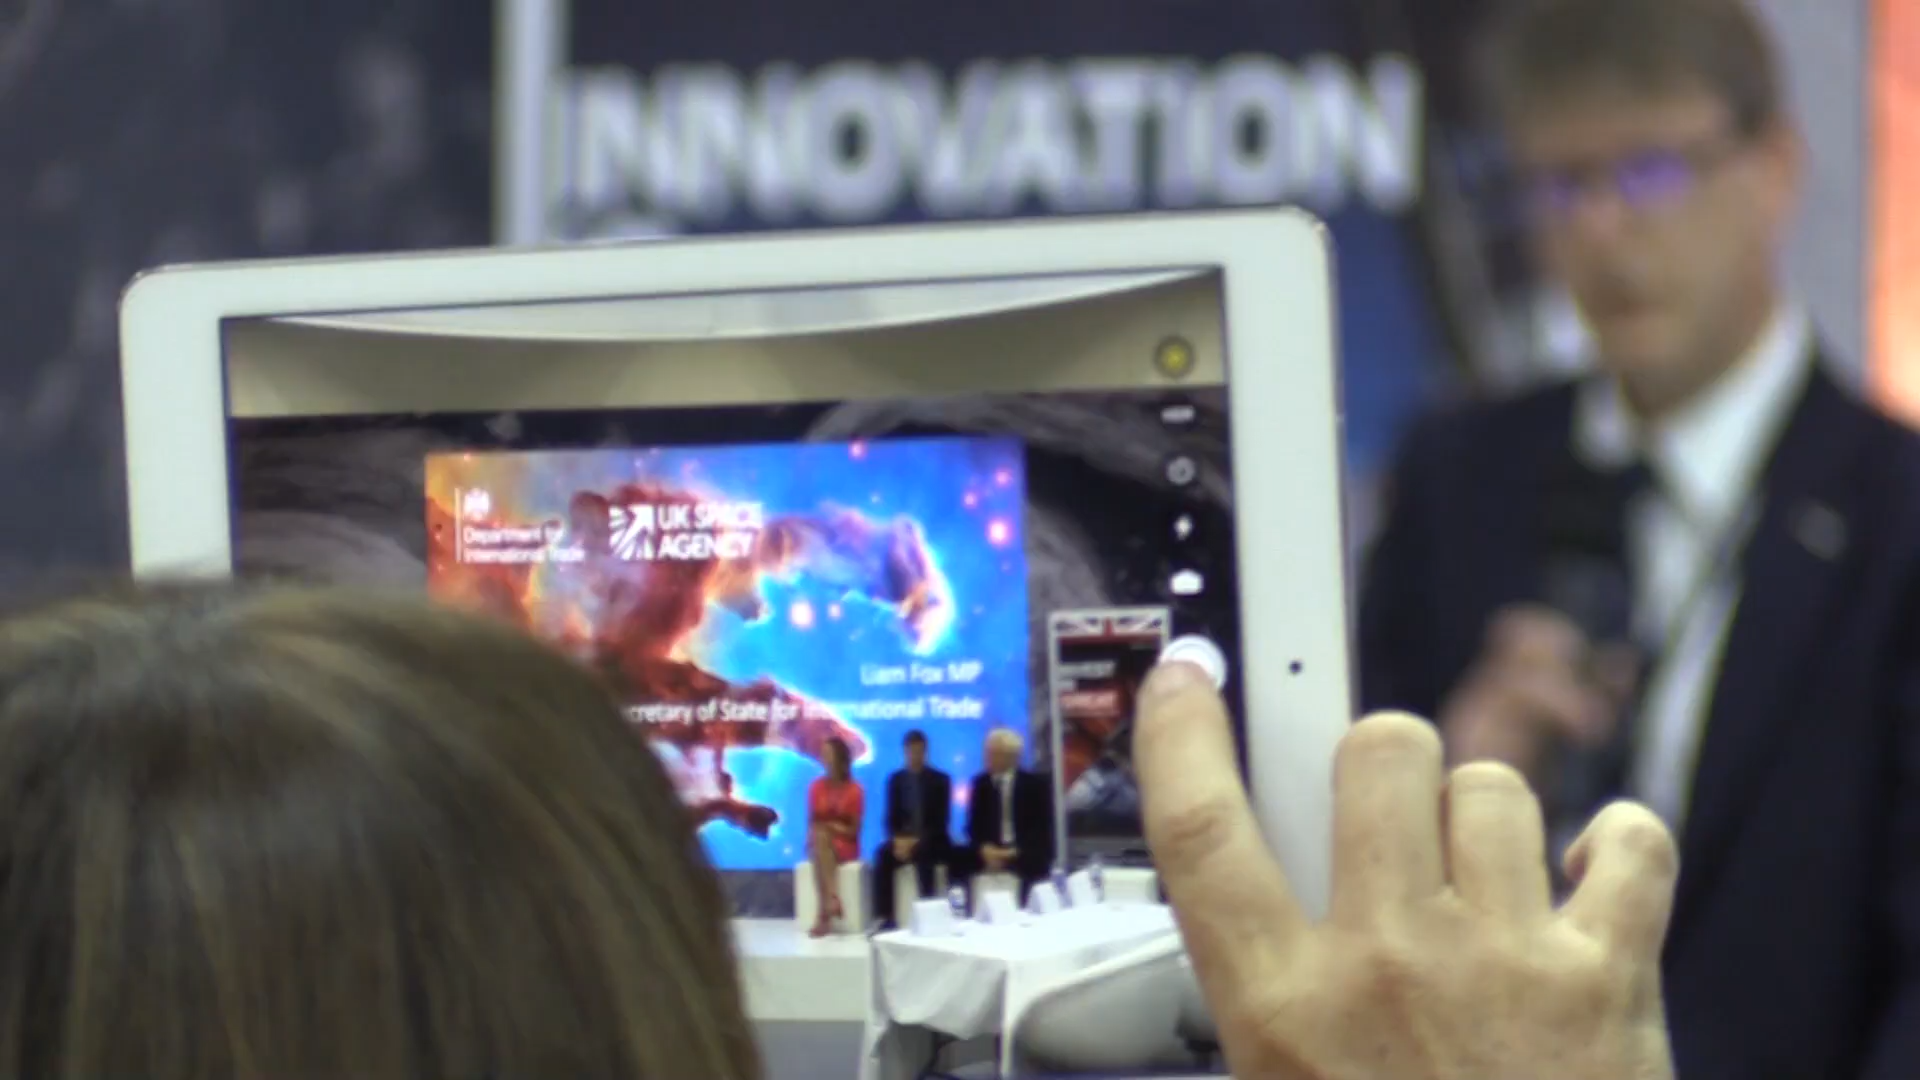 INNOVATION
Department for
International Trade
UK SPACE
AGENCY
Liam Fox MP
cretary of State for International Trade